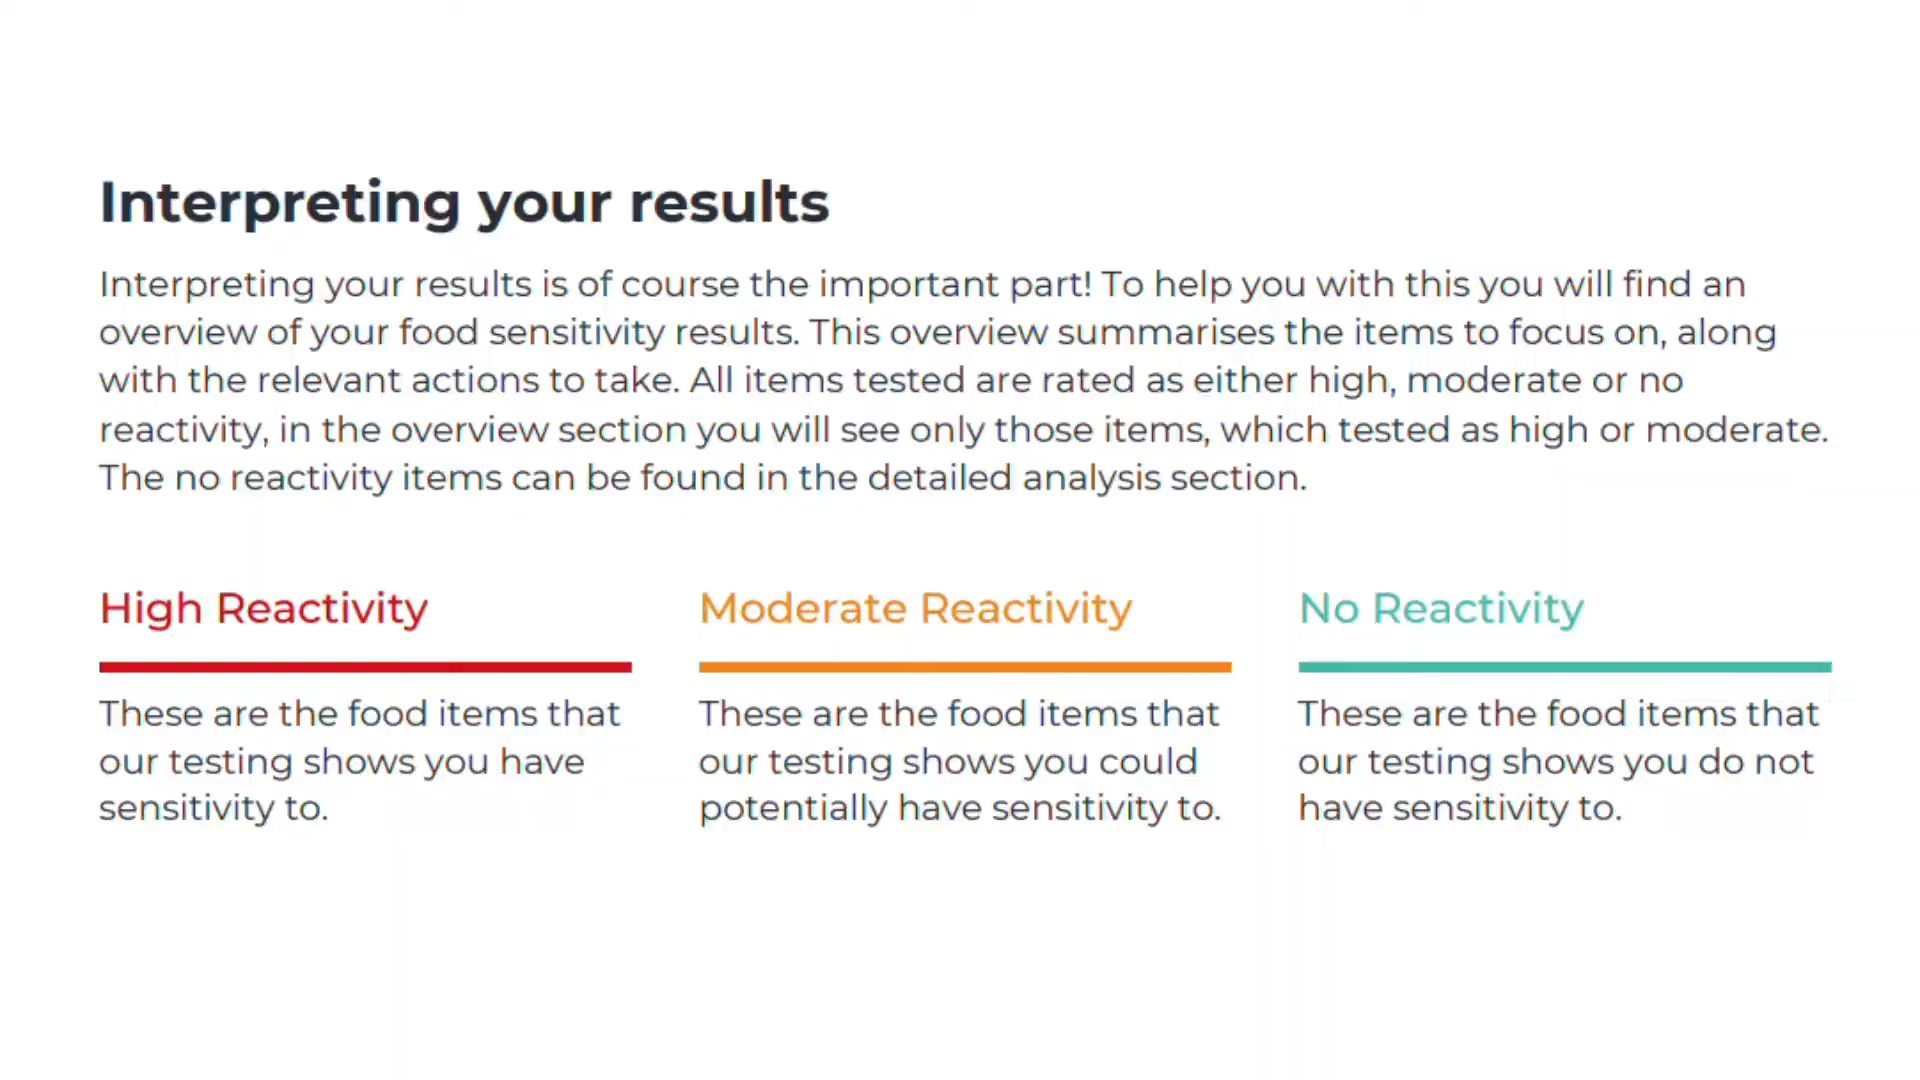 Interpreting your results
Interpreting your results is of course the important part! To help you with this you will find an
overview of your food sensitivity results. This overview summarises the items to focus on, along
with the relevant actions to take. All items tested are rated as either high, moderate or no
reactivity, in the overview section you will see only those items, which tested as high or moderate.
The no reactivity items can be found in the detailed analysis section.
High Reactivity
These are the food items that
our testing shows you have
sensitivity to.
Moderate Reactivity
These are the food items that
our testing shows you could
potentially have sensitivity to.
No Reactivity
These are the food items that
our testing shows you do not
have sensitivity to.